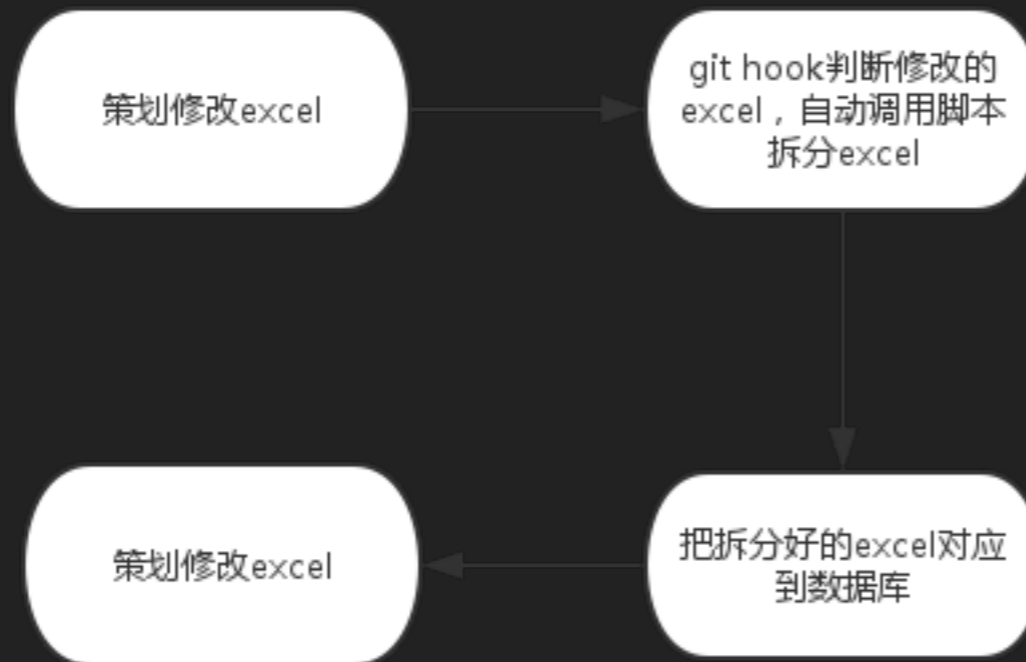 策划修改excel
git hook判断修改的
excel，自动调用脚本
拆分excel
策划修改excel
把拆分好的excel对应
到数据库